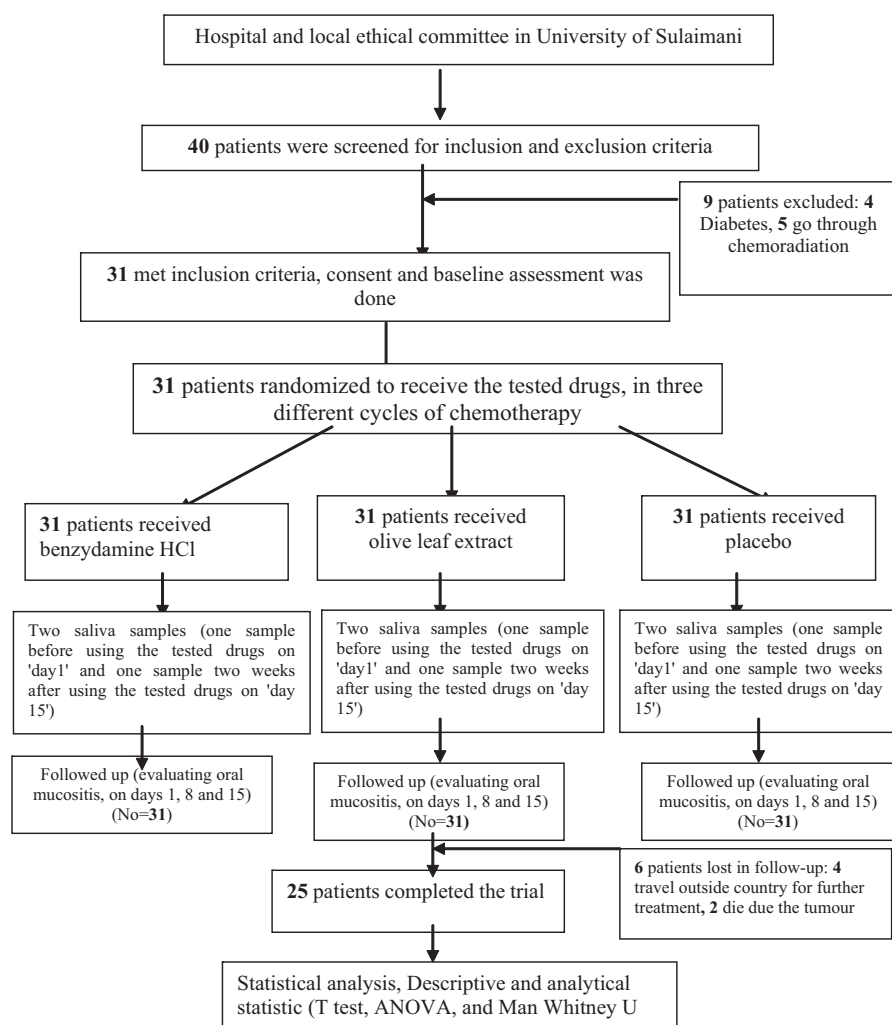 Hospital and local ethical committee in University of Sulaimani
40 patients were screened for inclusion and exclusion criteria
9 patients excluded: 4
Diabetes, 5 go through
chemoradiation
31 met inclusion criteria, consent and baseline assessment was
done
31 patients randomized to receive the tested drugs, in three
different cycles of chemotherapy
31 patients received
benzydamine HCl
31 patients received
olive leaf extract
31 patients received
placebo
Two saliva samples (one sample
before using the tested drugs on
'day1' and one sample two weeks
after using the tested drugs on 'day
15')
Two saliva samples (one sample
before using the tested drugs on
'day1' and one sample two weeks
after using the tested drugs on 'day
15')
Two saliva samples (one sample
before using the tested drugs on
'day1' and one sample two weeks
after using the tested drugs on 'day
15')
Followed up (evaluating oral
mucositis, on days 1, 8 and 15)
(No=31)
Followed up (evaluating oral
mucositis, on days 1, 8 and 15)
(No=31)
Followed up (evaluating oral
mucositis, on days 1, 8 and 15)
(No=31)
6 patients lost in follow-up: 4
travel outside country for further
treatment, 2 die due the tumour
25 patients completed the trial
Statistical analysis, Descriptive and analytical
statistic (T test, ANOVA, and Man Whitney U